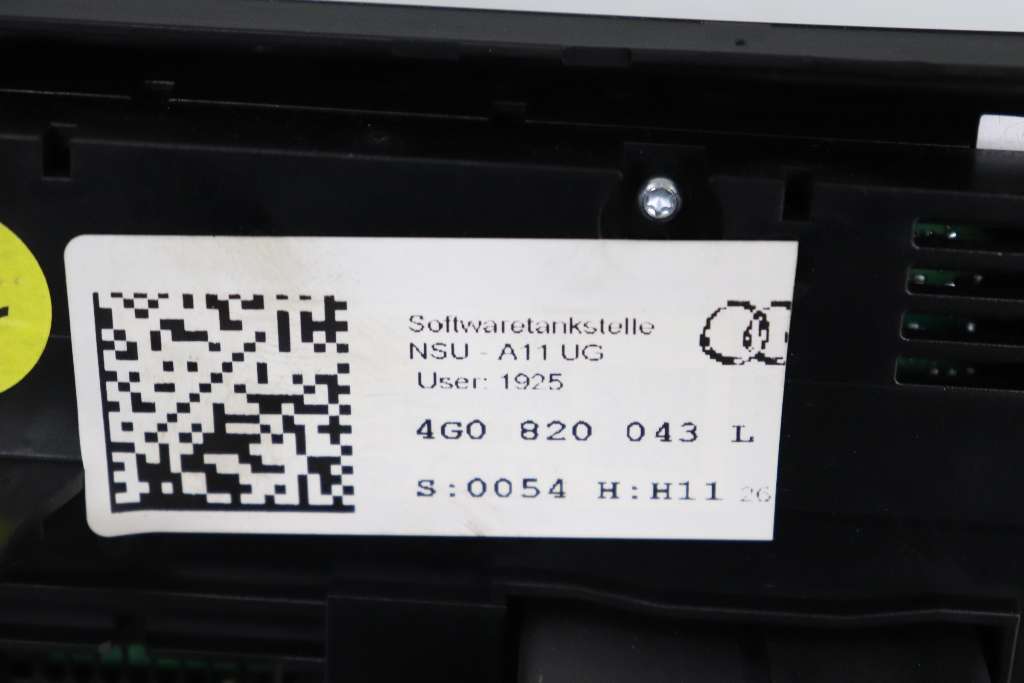 Softwaretankstelle
NSU - A11 UG
User: 1925
4G0 820 043 L
S:0054 H:H11 26